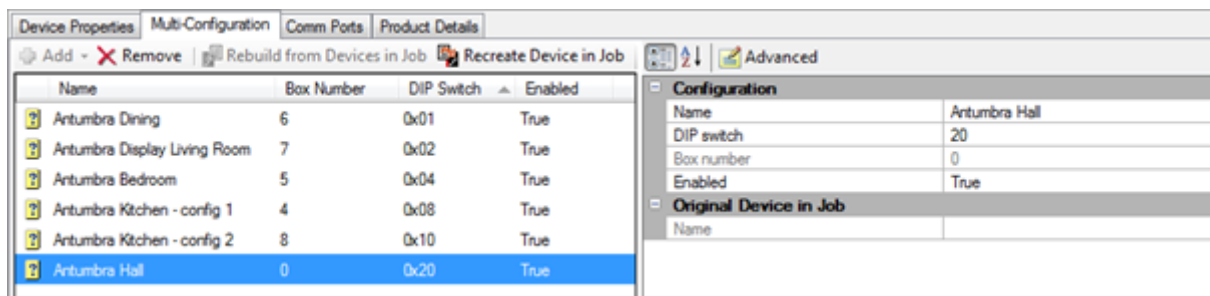 Device Properties Multi-Configuration Comm Ports Product Details
Add Remove Rebuild from Devices in Job Recreate Device in Job Advanced
Name Box Number DIP Switch Enabled
Antumbra Dining 6 0x01 True
Antumbra Display Living Room 7 0x02 True
Antumbra Bedroom 5 0x04 True
Antumbra Kitchen - config 1 4 0x08 True
Antumbra Kitchen - config 2 8 0x10 True
Antumbra Hall 0 0x20 True
Configuration
Name Antumbra Hall
DIP switch 20
Box number 0
Enabled True
Original Device in Job
Name